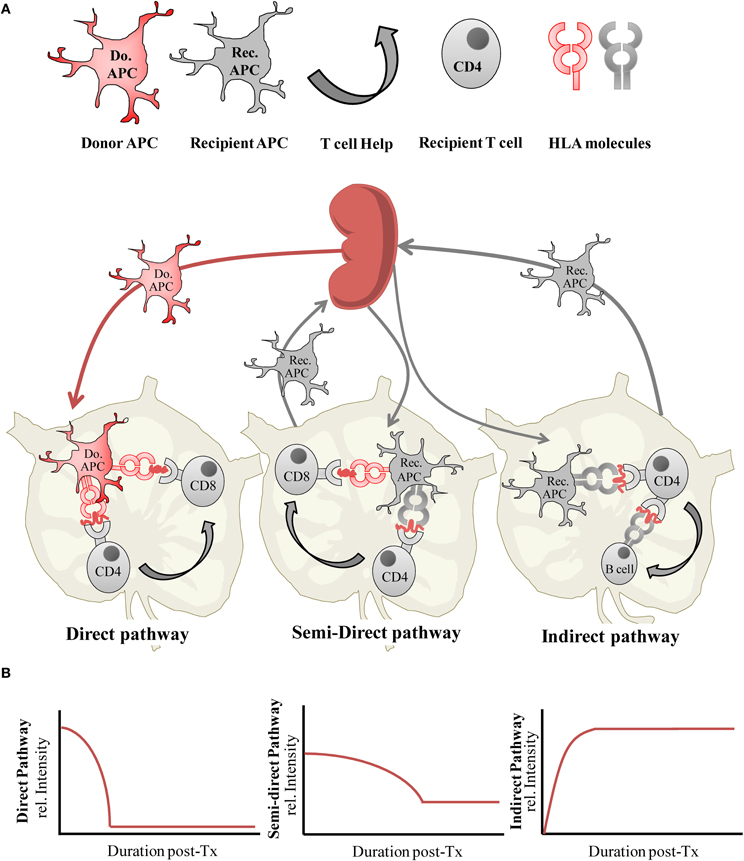 A
Do.
APC
Rec.
APC
CD4
Donor APC
Recipient APC
T cell Help
Recipient T cell
HLA molecules
Do.
APC
Rec.
APC
Rec.
APC
Do.
APC
CD8
CD4
CD8
Rec.
APC
CD4
Rec.
APC
CD4
B cell
Direct pathway
Semi-Direct pathway
Indirect pathway
B
Direct Pathway
rel. Intensity
Duration post-Tx
Semi-direct Pathway
rel. Intensity
Duration post-Tx
Indirect Pathway
rel. Intensity
Duration post-Tx